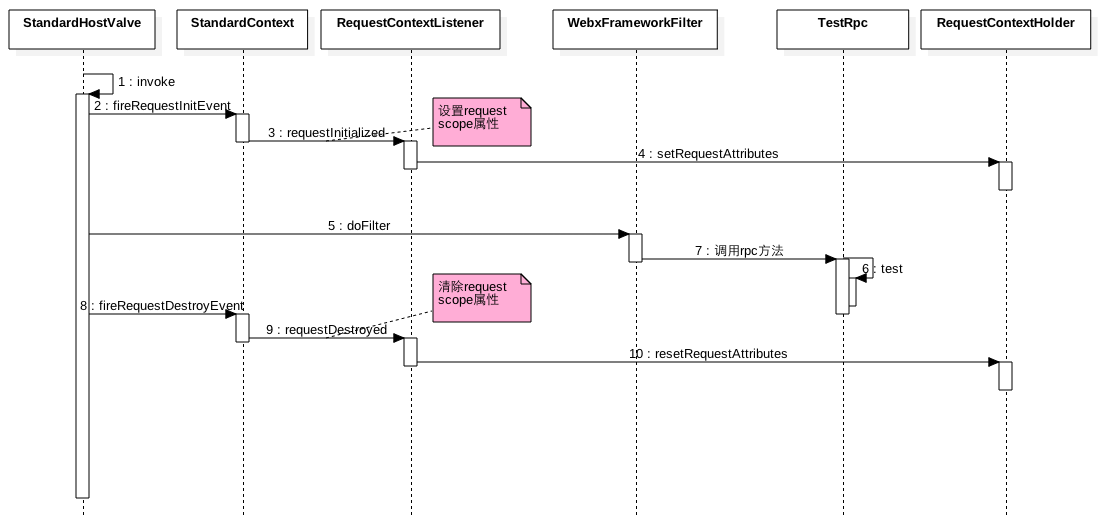 StandardHostValve
StandardContext
RequestContextListener
WebxFrameworkFilter
TestRpc
RequestContextHolder
1 : invoke
2 : fireRequestInitEvent
设置request
scope属性
3 : requestInitialized
4 : setRequestAttributes
5 : doFilter
7 : 调用rpc方法
6 : test
清除request
scope属性
8 : fireRequestDestroyEvent
9 : requestDestroyed
10 : resetRequestAttributes